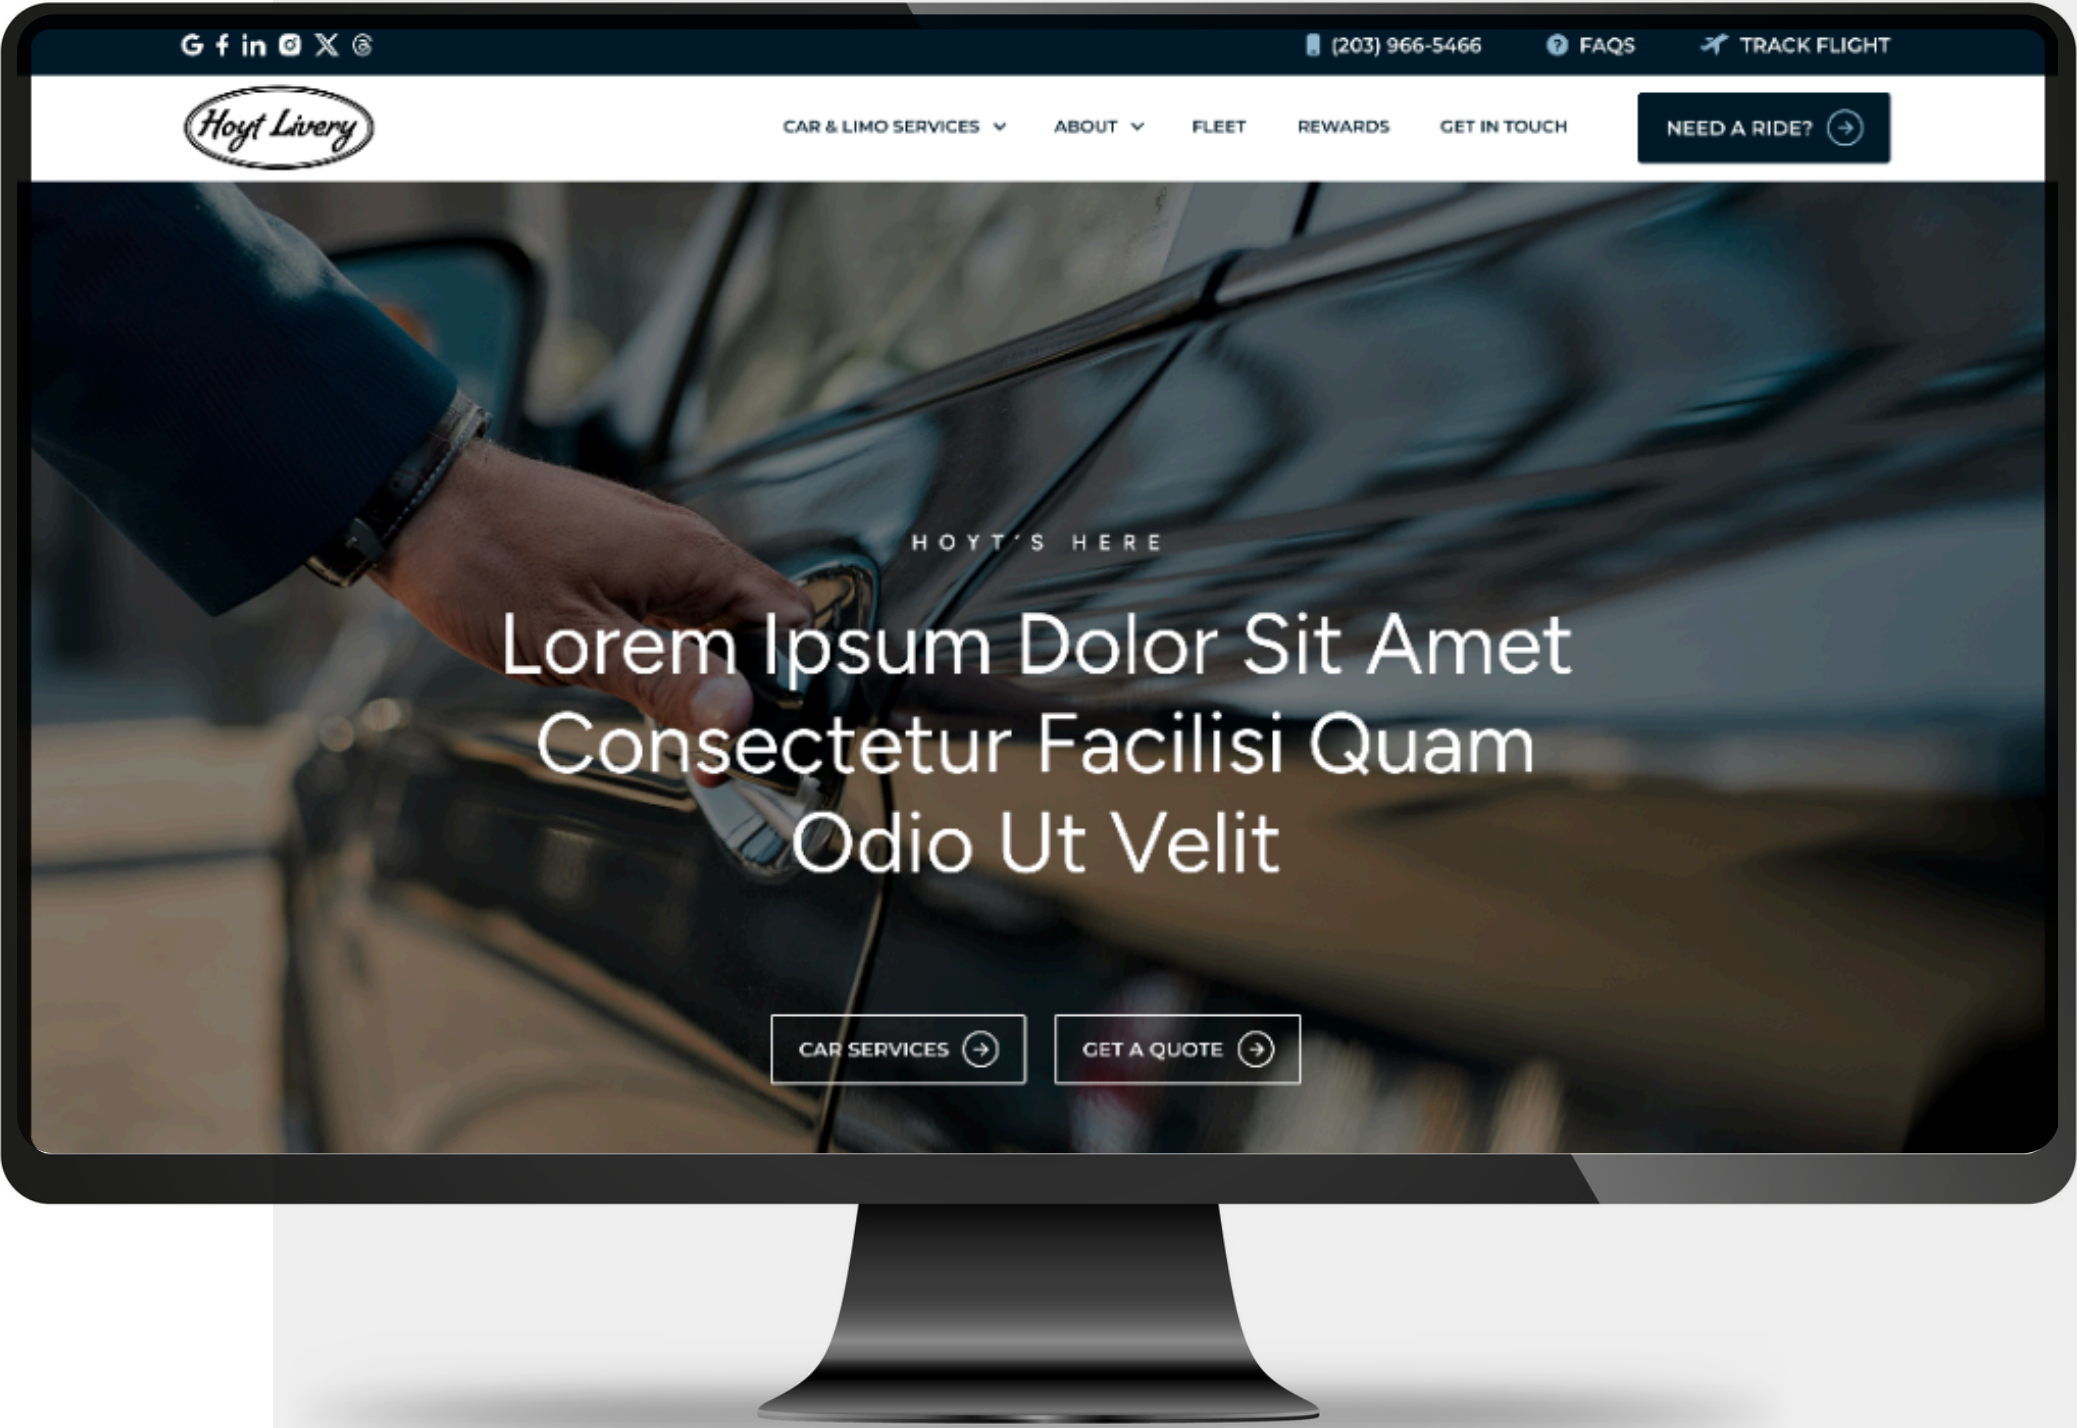 (203) 966-5466 FAQS TRACK FLIGHT
Hoyt Livery
CAR & LIMO SERVICES ABOUT FLEET REWARDS GET IN TOUCH NEED A RIDE?
HOYT'S HERE
Lorem Ipsum Dolor Sit Amet
Consectetur Facilisi Quam
Odio Ut Velit
CAR SERVICES GET A QUOTE